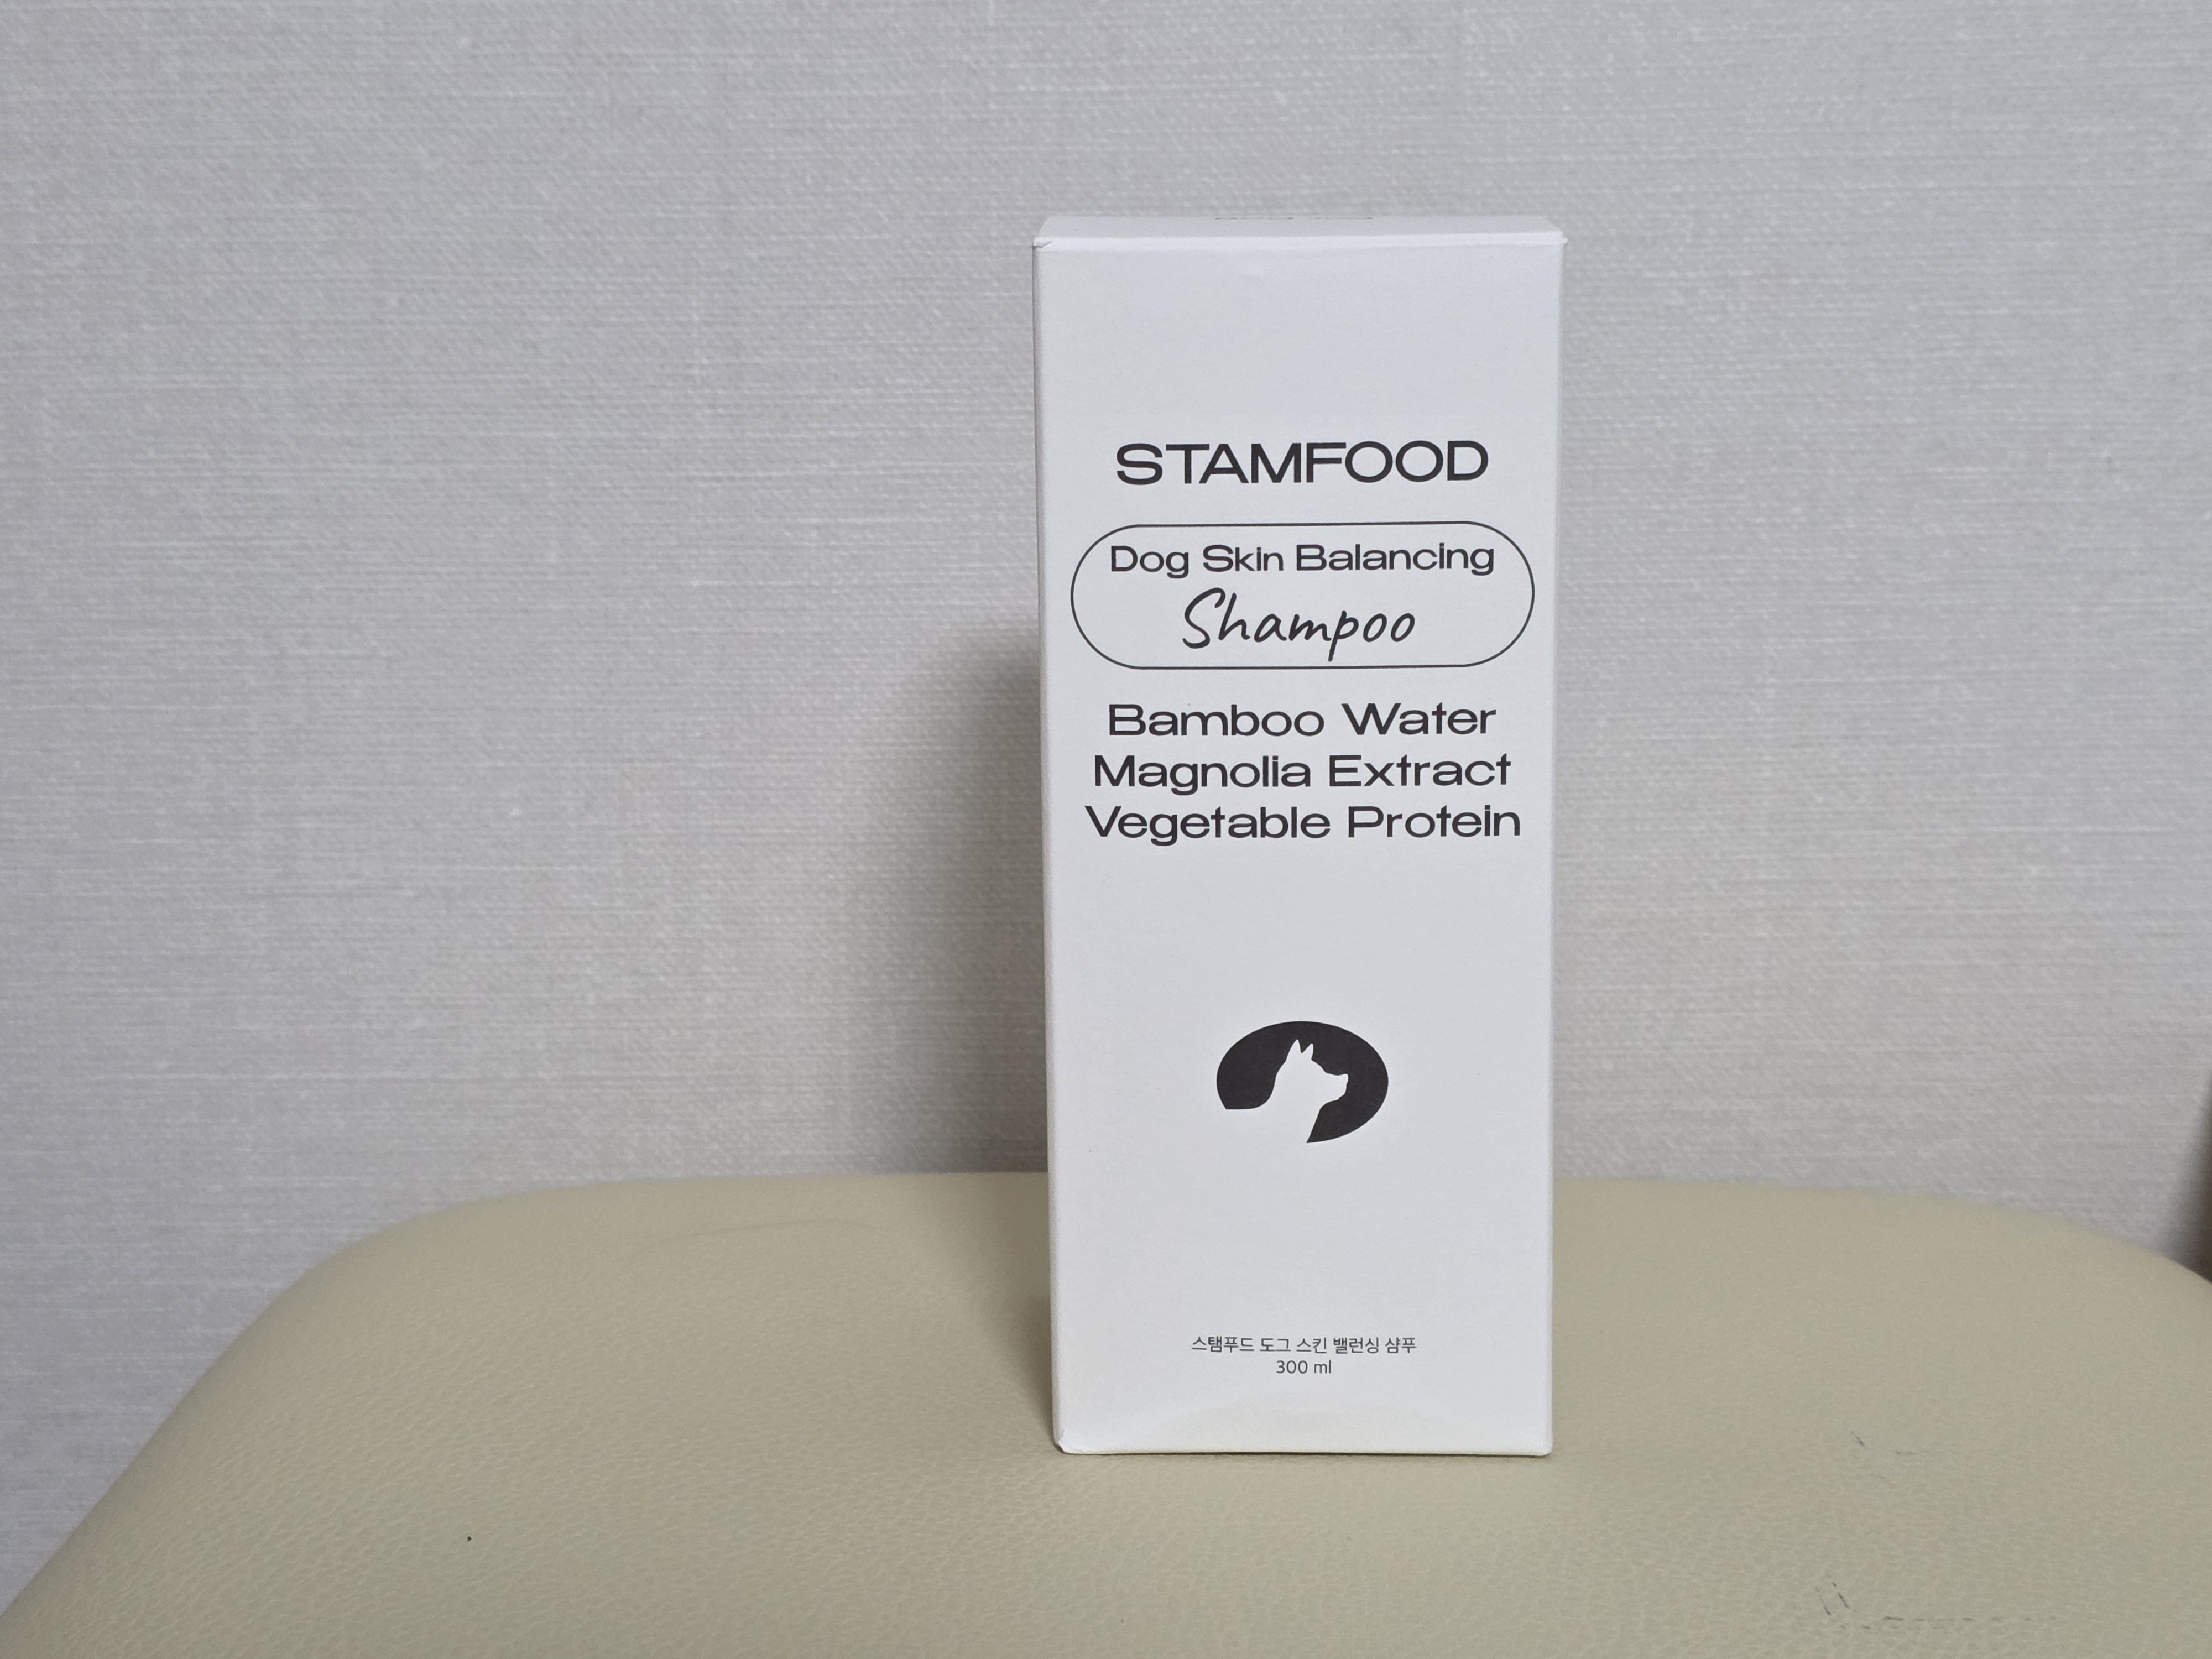 STAMFOOD
Dog Skin Balancing
Shampoo
Bamboo Water
Magnolia Extract
Vegetable Protein
스탬푸드 도그 스킨 밸런싱 샴푸
300 ml